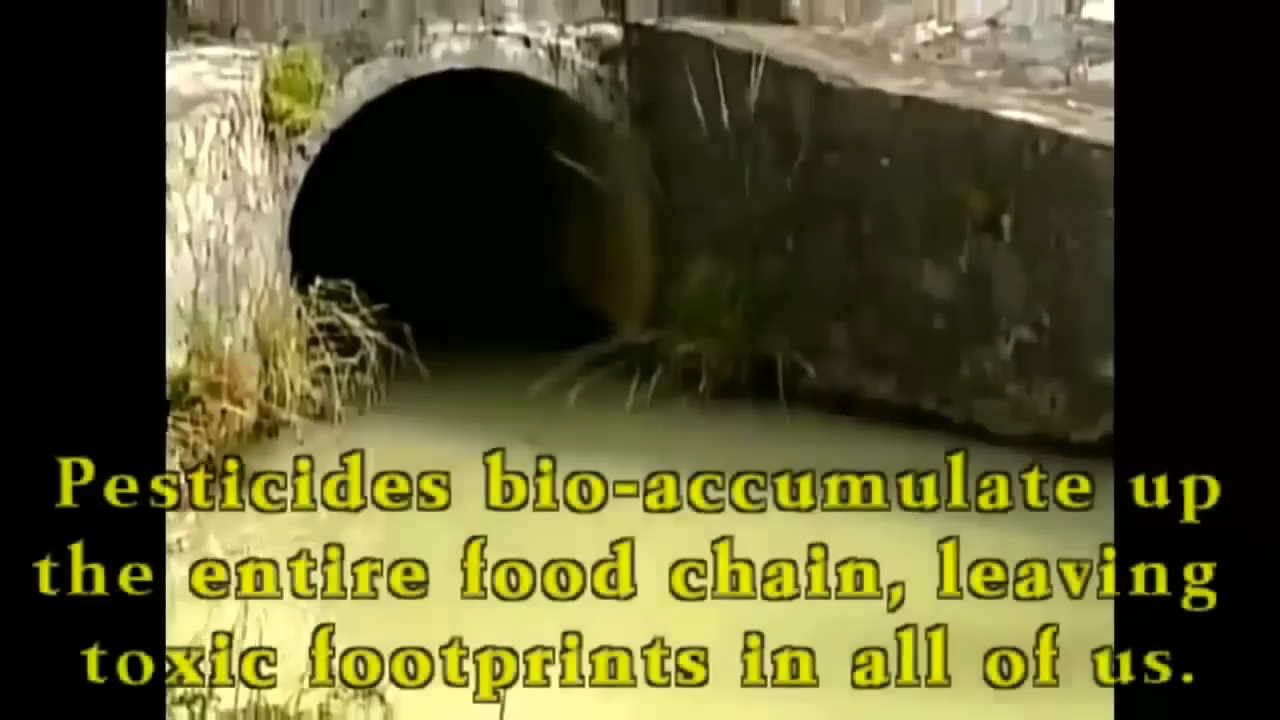 Pesticides bio-accumulate up
the entire food chain, leaving
toxic footprints in all of us.